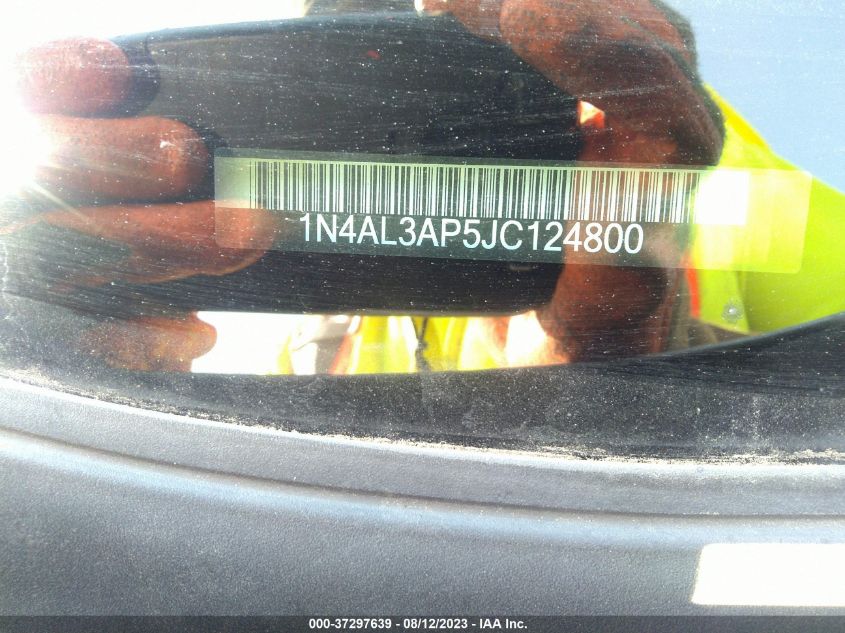 1N4AL3AP5JC124800
000-37297639 - 08/12/2023 - IAA Inc.